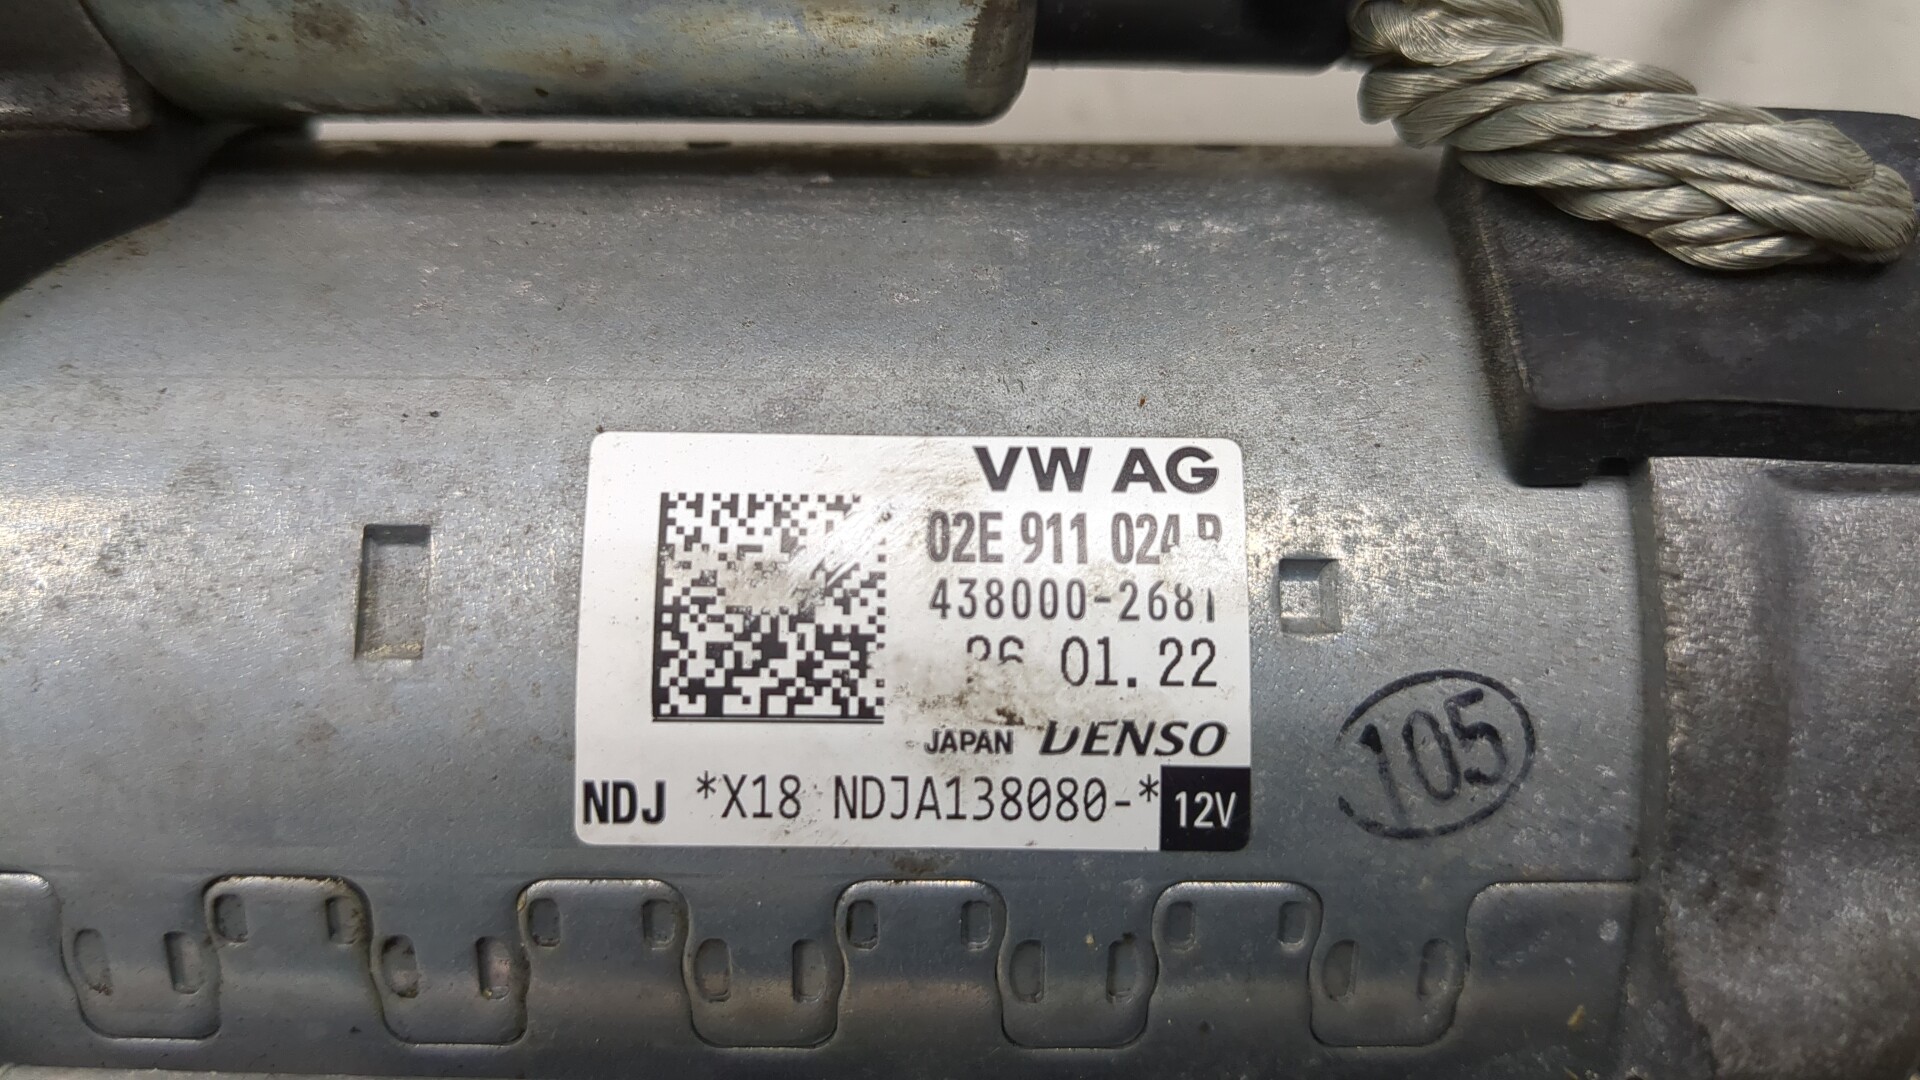 VW AG
02E 911 024
438000-2681
26 01.22
JAPAN DENSO
NDJ *X18 NDJA138080-* 12V
105